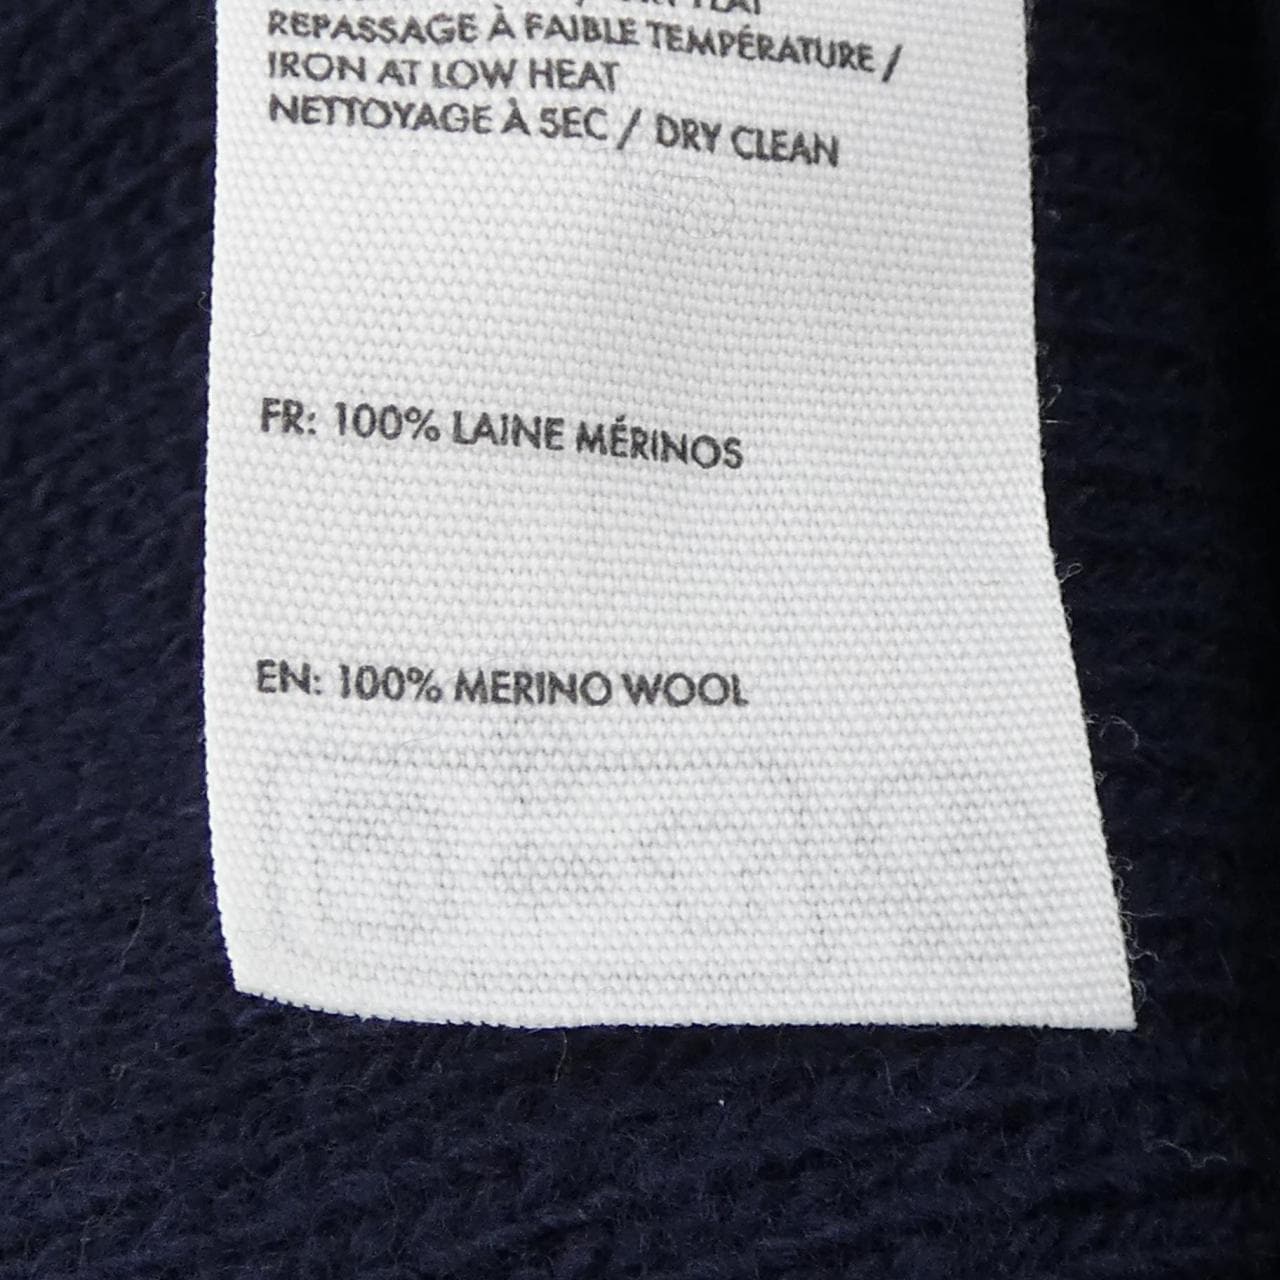 FLAT
REPASSAGE À FAIBLE TEMPÉRATURE /
IRON AT LOW HEAT
NETTOYAGE À SEC / DRY CLEAN
FR: 100% LAINE MÉRINOS
EN: 100% MERINO WOOL